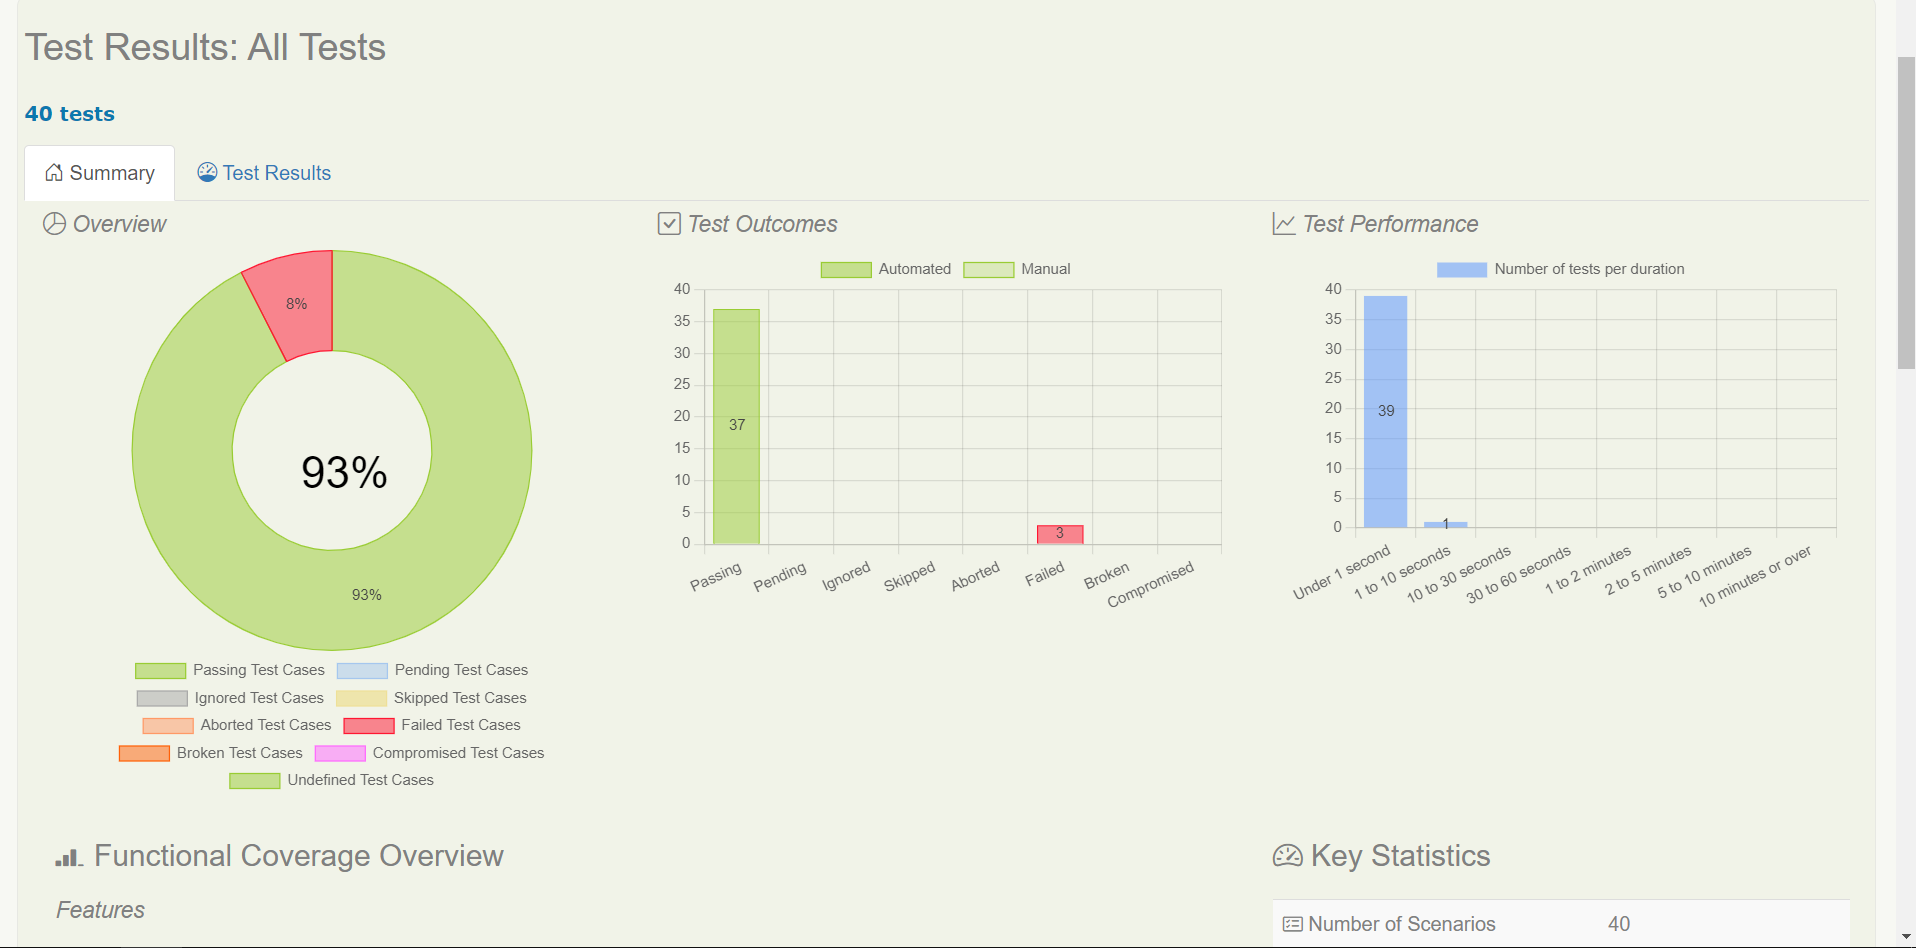 Test Results: All Tests
40 tests
Summary
Test Results
Overview
8%
93%
93%
Passing Test Cases Pending Test Cases
Ignored Test Cases Skipped Test Cases
Aborted Test Cases Failed Test Cases
Broken Test Cases Compromised Test Cases
Undefined Test Cases
Test Outcomes
Automated Manual
40
35
30
25
20
15
10
5
0
37
3
Passing
Pending
Ignored
Skipped
Aborted
Failed
Broken
Compromised
Test Performance
Number of tests per duration
40
35
30
25
20
15
10
5
0
39
1
Under 1 second
1 to 10 seconds
10 to 30 seconds
30 to 60 seconds
1 to 2 minutes
2 to 5 minutes
5 to 10 minutes
10 minutes or over
Functional Coverage Overview
Features
Key Statistics
Number of Scenarios 40